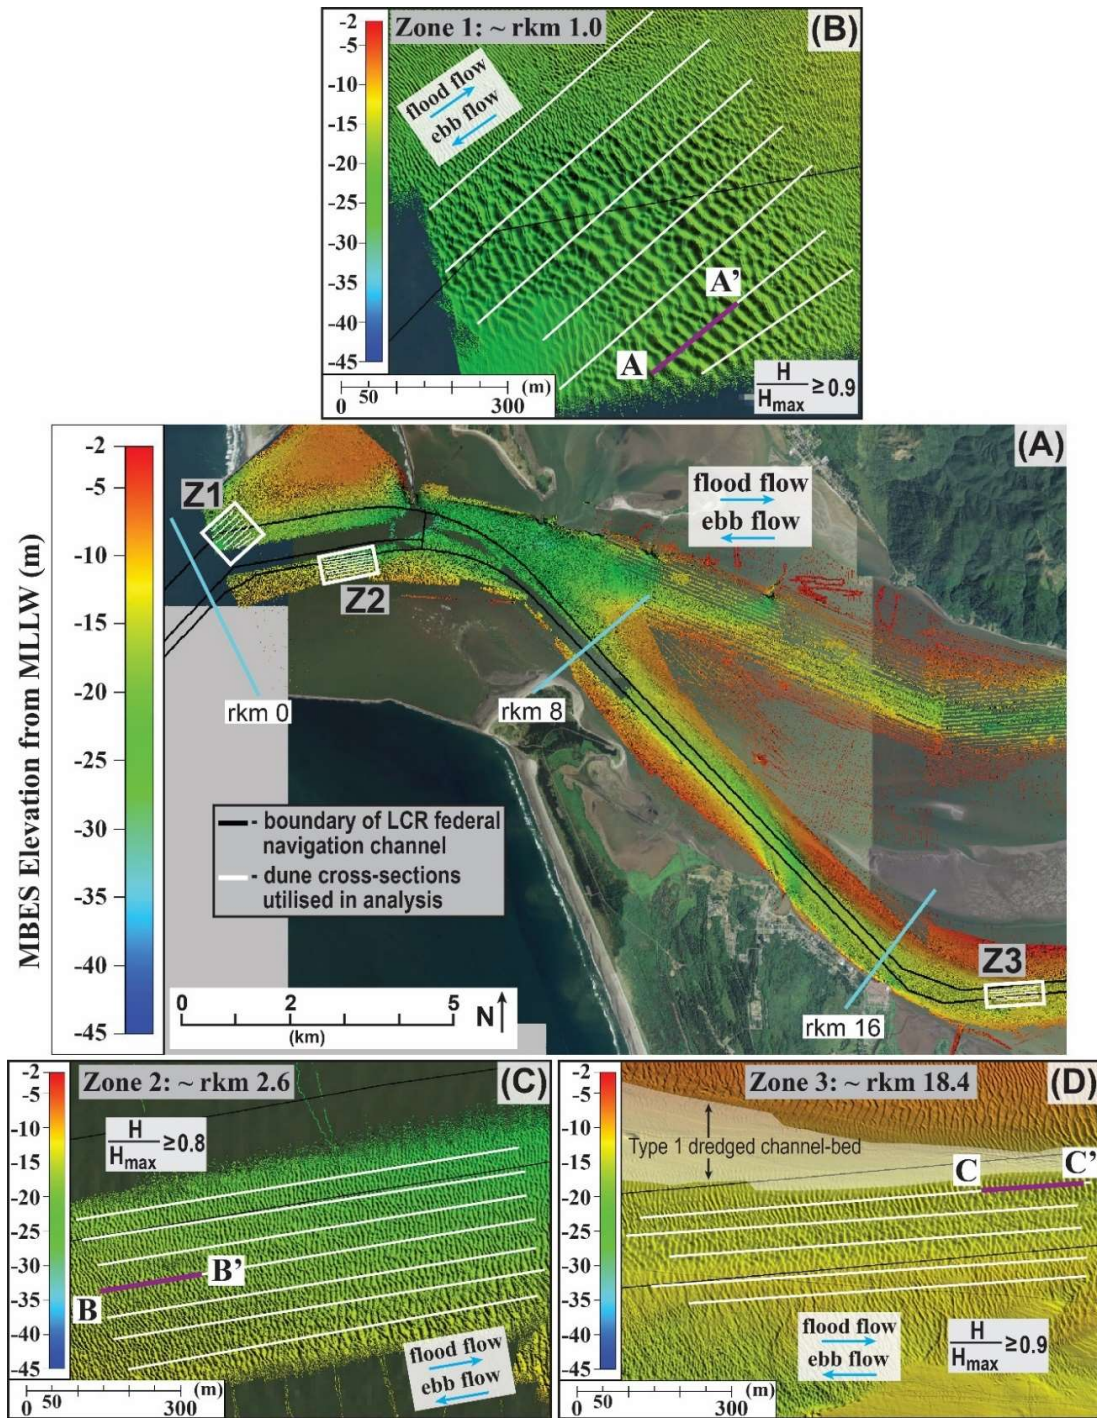 Zone 1: ~ rkm 1.0
(B)
-2
-5
-10
-15
-20
-25
-30
-35
-40
-45
flood flow
ebb flow
A'
A
H
H max
≥0.9
(m)
0 50 300
(A)
MBES Elevation from MLLW (m)
-2
-5
-10
-15
-20
-25
-30
-35
-40
-45
Z1
Z2
Z3
flood flow
ebb flow
rkm 0
rkm 8
rkm 16
- boundary of LCR federal
navigation channel
- dune cross-sections
utilised in analysis
0 2 5
(km)
N
Zone 2: ~ rkm 2.6
(C)
-2
-5
-10
-15
-20
-25
-30
-35
-40
-45
H
H max
≥0.8
B'
B
flood flow
ebb flow
(m)
0 50 300
Zone 3: ~ rkm 18.4
(D)
-2
-5
-10
-15
-20
-25
-30
-35
-40
-45
Type 1 dredged channel-bed
C
C'
flood flow
ebb flow
H
H max
≥0.9
(m)
0 50 300